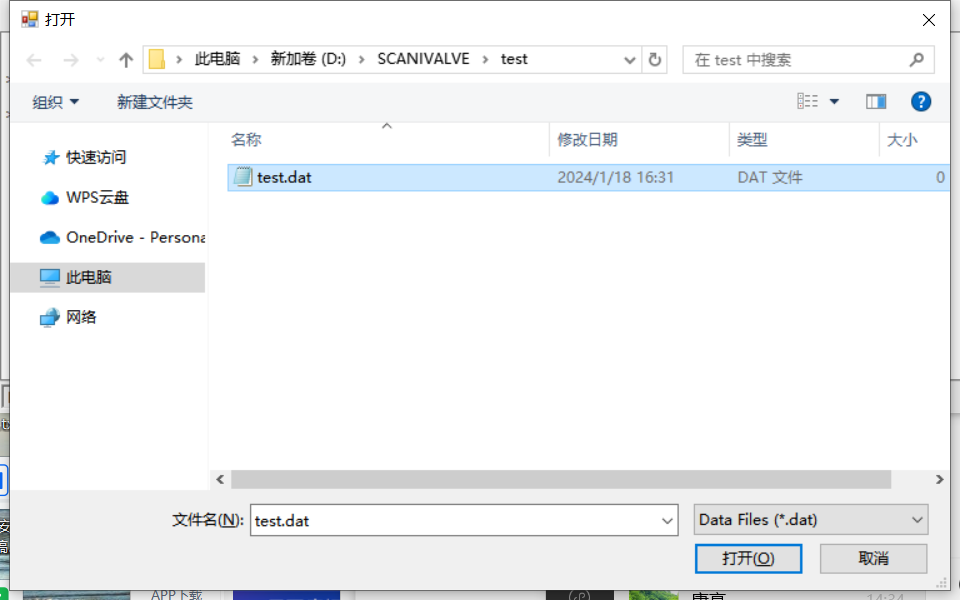 打开
此电脑 > 新加卷 (D:) > SCANIVALVE > test
在 test 中搜索
组织 新建文件夹
名称 修改日期 类型 大小
快速访问
WPS云盘
OneDrive - Persona
此电脑
网络
test.dat 2024/1/18 16:31 DAT 文件 0
文件名(N): test.dat Data Files (*.dat)
打开(O) 取消
APP下载